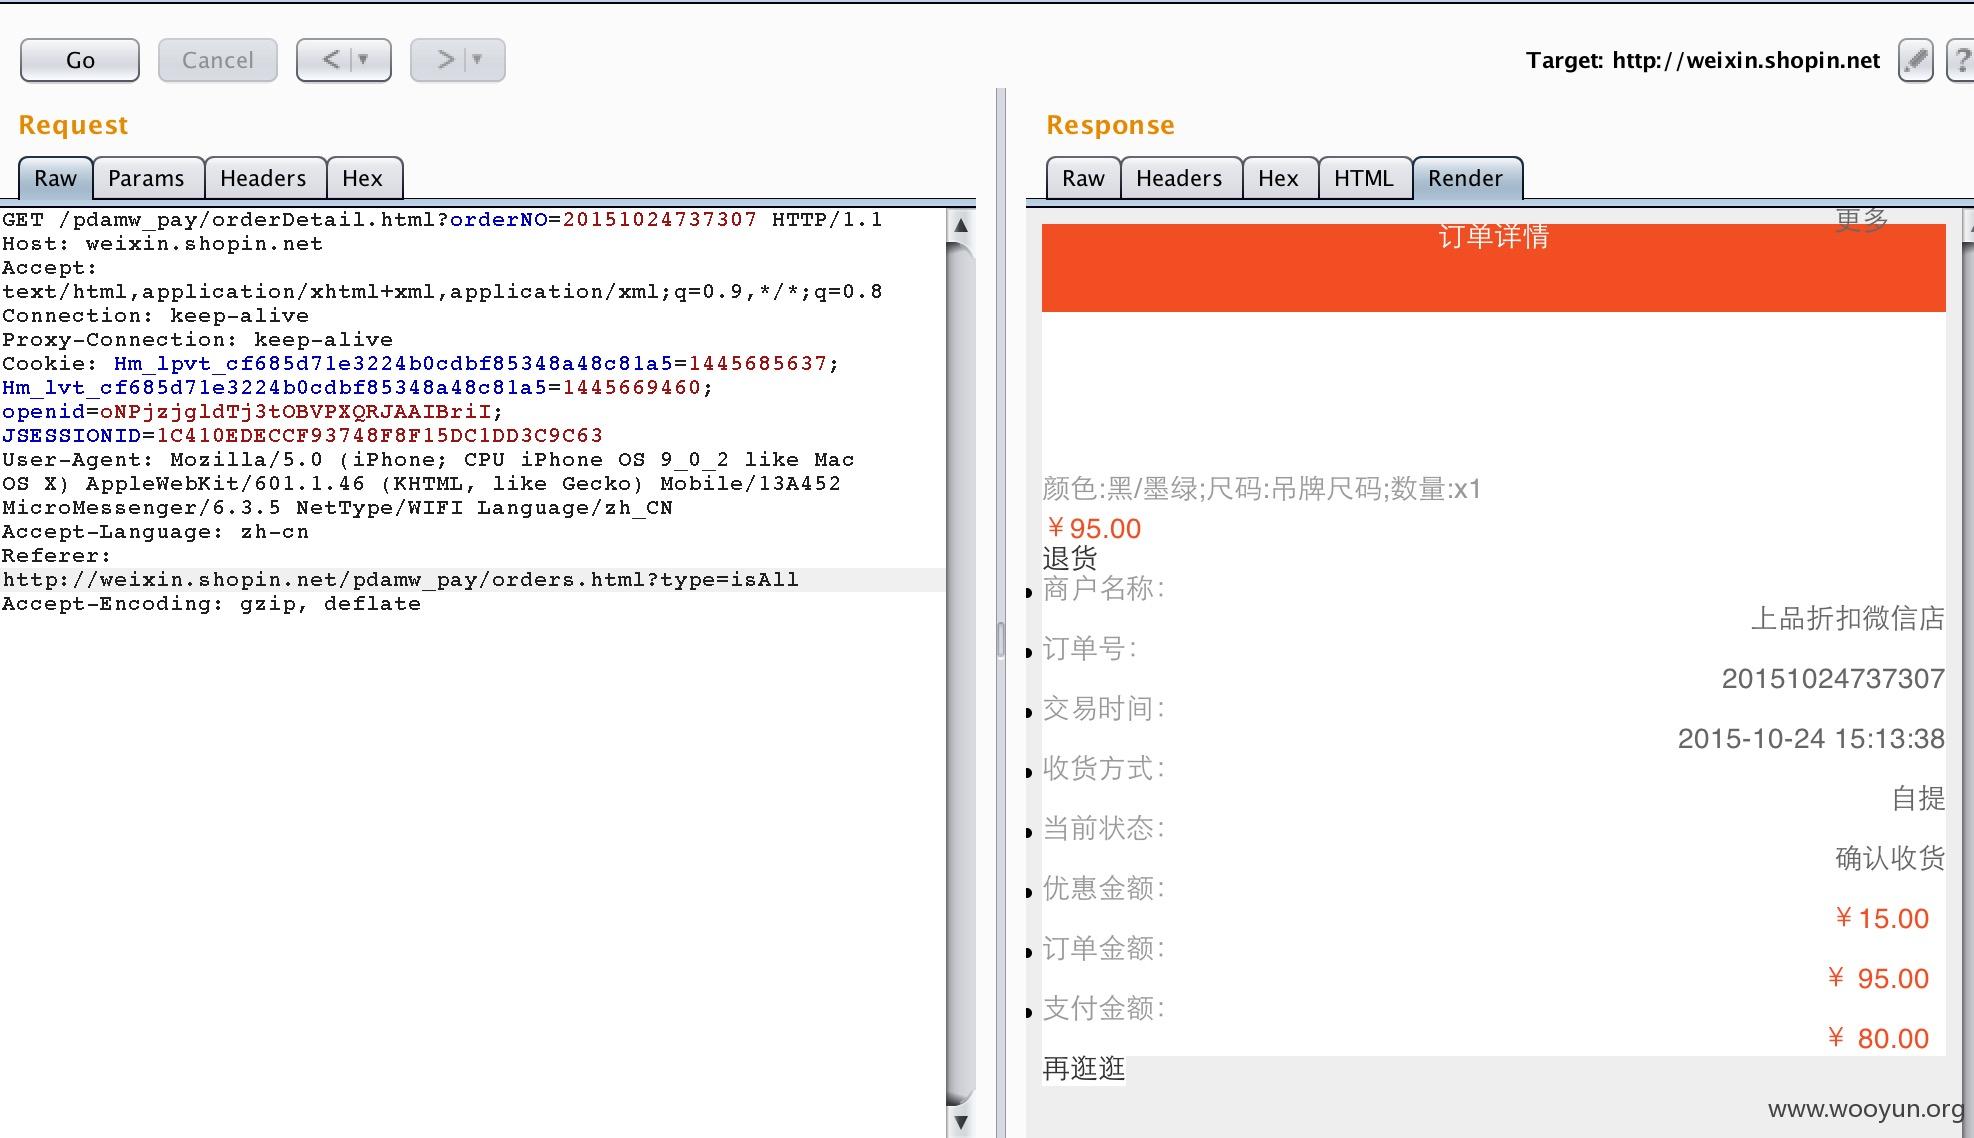 Go
Cancel
<
>
Target: http://weixin.shopin.net
?
Request
Raw
Params
Headers
Hex
GET /pdamw_pay/orderDetail.html?orderNO=20151024737307 HTTP/1.1
Host: weixin.shopin.net
Accept:
text/html,application/xhtml+xml,application/xml;q=0.9,*/*;q=0.8
Connection: keep-alive
Proxy-Connection: keep-alive
Cookie: Hm_lpvt_cf685d71e3224b0cdbf85348a48c81a5=1445685637;
Hm_lvt_cf685d71e3224b0cdbf85348a48c81a5=1445669460;
openid=oNPjzjgldTj3tOBVPXQRJAAIBriI;
JSESSIONID=1C410EDECCF93748F8F15DC1DD3C9C63
User-Agent: Mozilla/5.0 (iPhone; CPU iPhone OS 9_0_2 like Mac
OS X) AppleWebKit/601.1.46 (KHTML, like Gecko) Mobile/13A452
MicroMessenger/6.3.5 NetType/WIFI Language/zh_CN
Accept-Language: zh-cn
Referer:
http://weixin.shopin.net/pdamw_pay/orders.html?type=isAll
Accept-Encoding: gzip, deflate
Response
Raw
Headers
Hex
HTML
Render
更多
订单详情
颜色:黑/墨绿;尺码:吊牌尺码;数量:x1
￥95.00
退货
商户名称:
上品折扣微信店
订单号:
20151024737307
交易时间:
2015-10-24 15:13:38
收货方式:
自提
当前状态:
确认收货
优惠金额:
￥15.00
订单金额:
￥ 95.00
支付金额:
￥ 80.00
再逛逛
www.wooyun.org